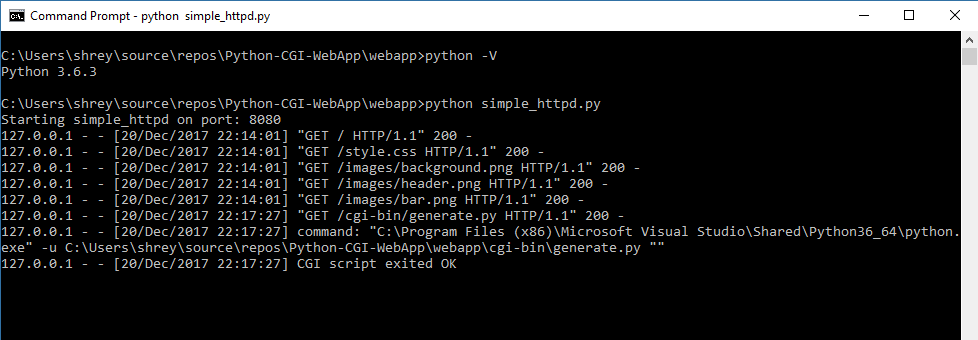 Command Prompt - python  simple_httpd.py
C:\Users\shrey\source\repos\Python-CGI-WebApp\webapp>python -V
Python 3.6.3
C:\Users\shrey\source\repos\Python-CGI-WebApp\webapp>python simple_httpd.py
Starting simple_httpd on port: 8080
127.0.0.1 - - [20/Dec/2017 22:14:01] "GET / HTTP/1.1" 200 -
127.0.0.1 - - [20/Dec/2017 22:14:01] "GET /style.css HTTP/1.1" 200 -
127.0.0.1 - - [20/Dec/2017 22:14:01] "GET /images/background.png HTTP/1.1" 200 -
127.0.0.1 - - [20/Dec/2017 22:14:01] "GET /images/header.png HTTP/1.1" 200 -
127.0.0.1 - - [20/Dec/2017 22:14:01] "GET /images/bar.png HTTP/1.1" 200 -
127.0.0.1 - - [20/Dec/2017 22:17:27] "GET /cgi-bin/generate.py HTTP/1.1" 200 -
127.0.0.1 - - [20/Dec/2017 22:17:27] command: "C:\Program Files (x86)\Microsoft Visual Studio\Shared\Python36_64\python.
exe" -u C:\Users\shrey\source\repos\Python-CGI-WebApp\webapp\cgi-bin\generate.py ""
127.0.0.1 - - [20/Dec/2017 22:17:27] CGI script exited OK